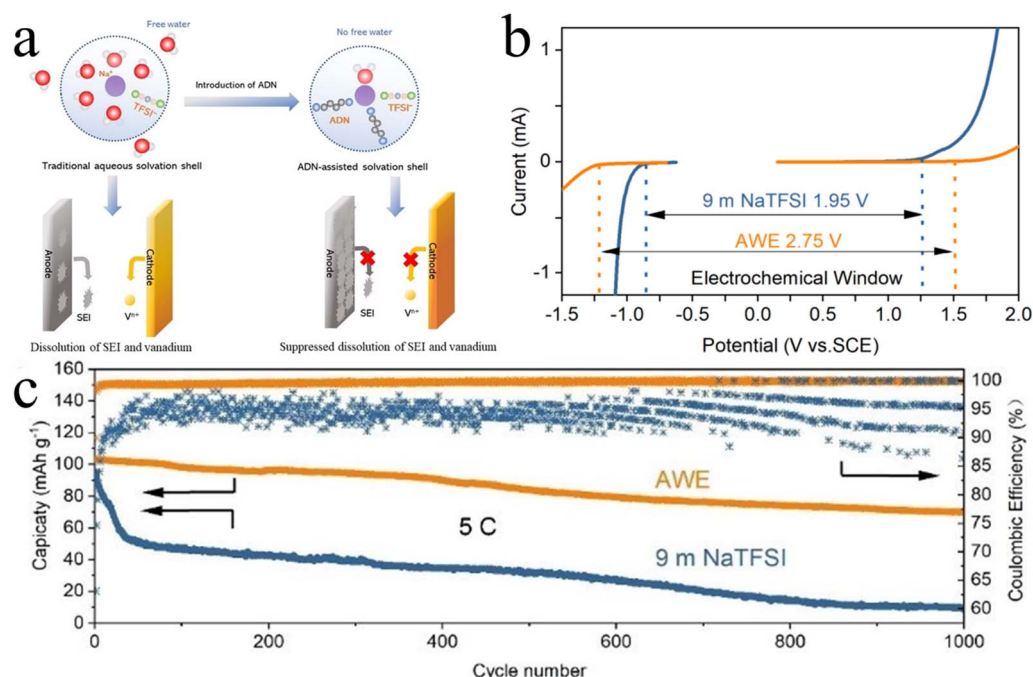 a
Free water
Na⁺
TFSI⁻
Traditional aqueous solvation shell
Introduction of ADN
No free water
ADN
TFSI⁻
ADN-assisted solvation shell
Anode
Cathode
SEI
Vⁿ⁺
Dissolution of SEI and vanadium
Anode
Cathode
SEI
Vⁿ⁺
Suppressed dissolution of SEI and vanadium
b
Current (mA)
1
0
-1
9 m NaTFSI 1.95 V
AWE 2.75 V
Electrochemical Window
-1.5 -1.0 -0.5 0.0 0.5 1.0 1.5 2.0
Potential (V vs.SCE)
c
Capicaty (mAh g⁻¹)
160
140
120
100
80
60
40
20
0
AWE
5 C
9 m NaTFSI
100
95
90
85
80
75
70
65
60
Coulombic Efficiency (%)
0 200 400 600 800 1000
Cycle number